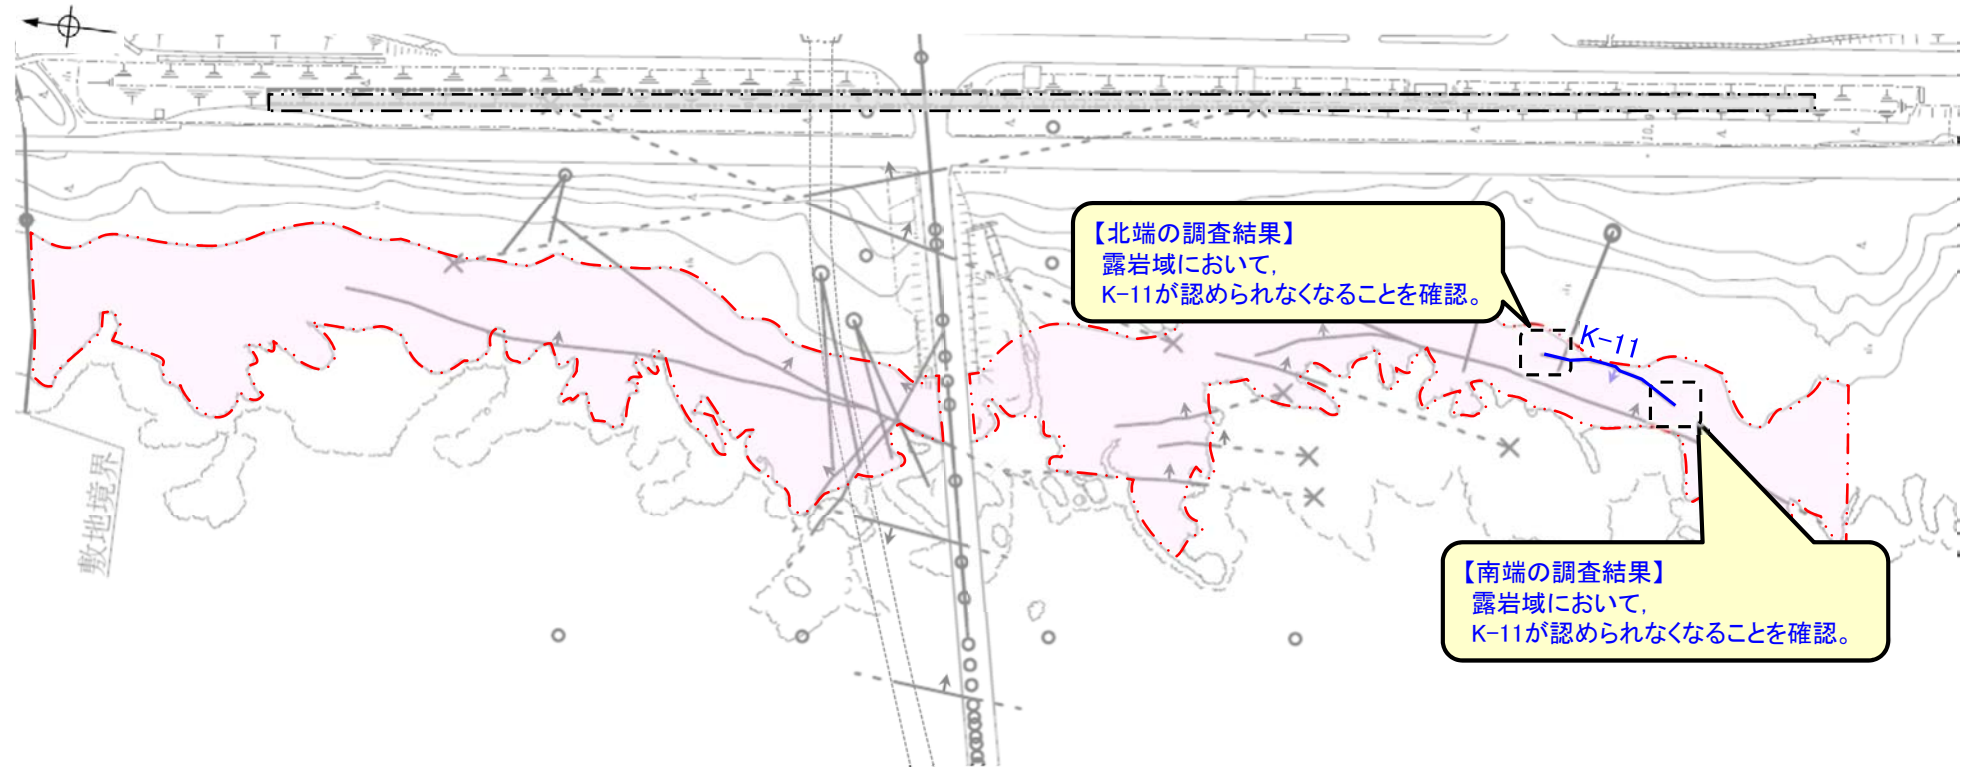 【北端の調査結果】
露岩域において,
K-11が認められなくなることを確認。
K-11
敷地境界
【南端の調査結果】
露岩域において,
K-11が認められなくなることを確認。